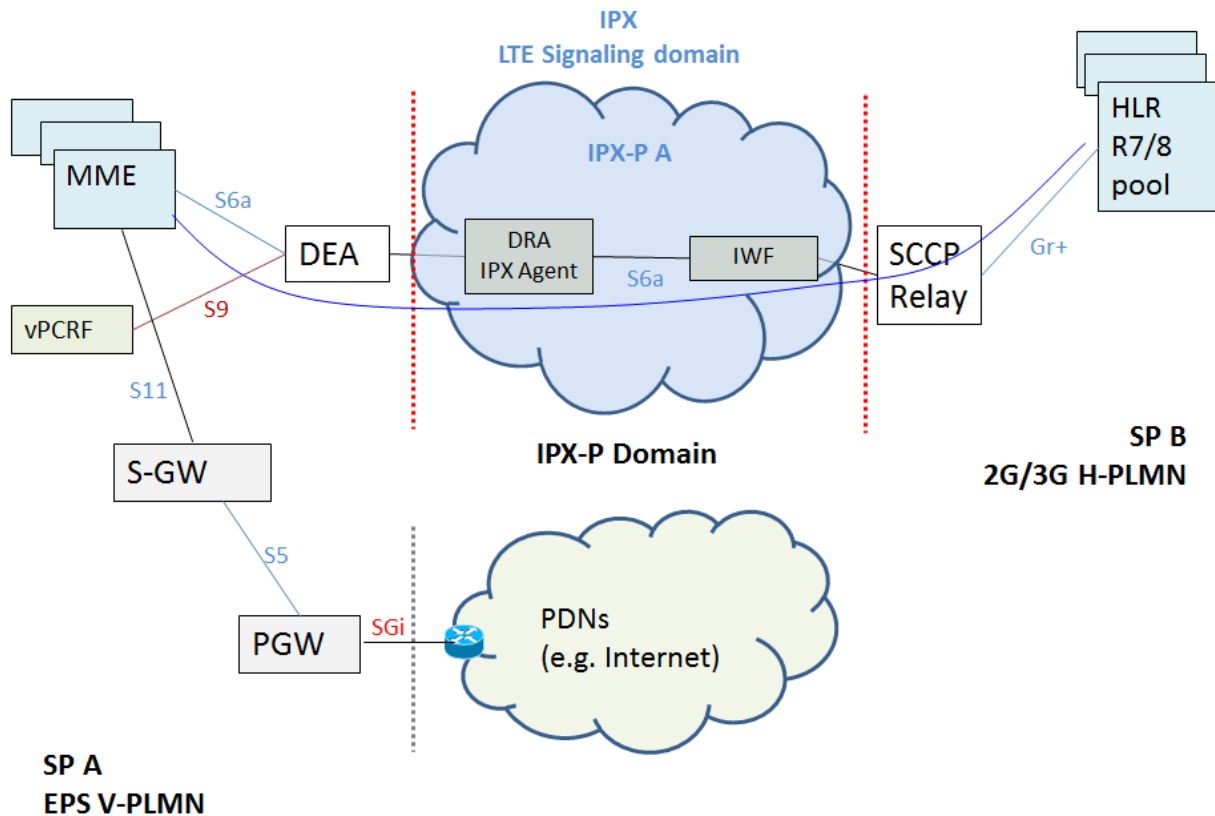 IPX
LTE Signaling domain
IPX-P A
MME
S6a
DEA
DRA
IPX Agent
S6a
IWF
SCCP
Relay
HLR
R7/8
pool
Gr+
vPCRF
S9
S11
S-GW
S5
PGW
SGi
IPX-P Domain
PDNs
(e.g. Internet)
SP B
2G/3G H-PLMN
SP A
EPS V-PLMN